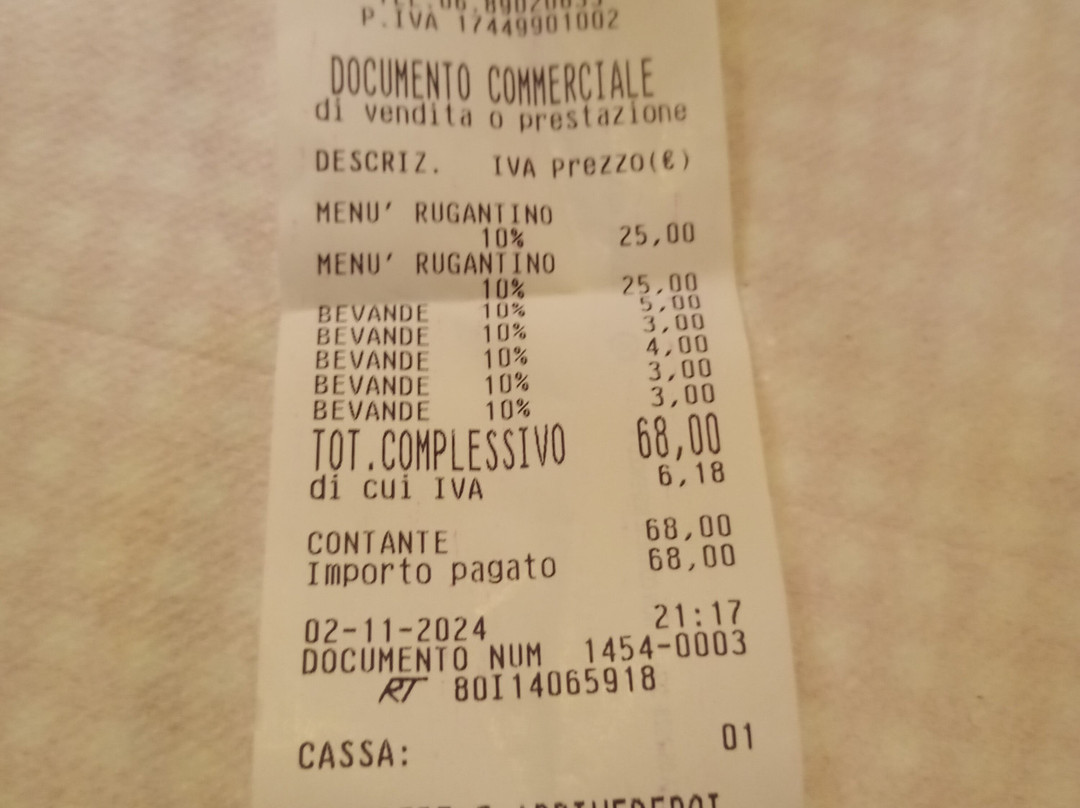 P.IVA 17449901002
DOCUMENTO COMMERCIALE
di vendita o prestazione
DESCRIZ. IVA prezzo(€)
MENU' RUGANTINO
10% 25,00
MENU' RUGANTINO
10% 25,00
BEVANDE 10% 5,00
BEVANDE 10% 3,00
BEVANDE 10% 4,00
BEVANDE 10% 3,00
BEVANDE 10% 3,00
TOT.COMPLESSIVO 68,00
di cui IVA 6,18
CONTANTE 68,00
Importo pagato 68,00
02-11-2024 21:17
DOCUMENTO NUM 1454-0003
RT 80I14065918
CASSA: 01